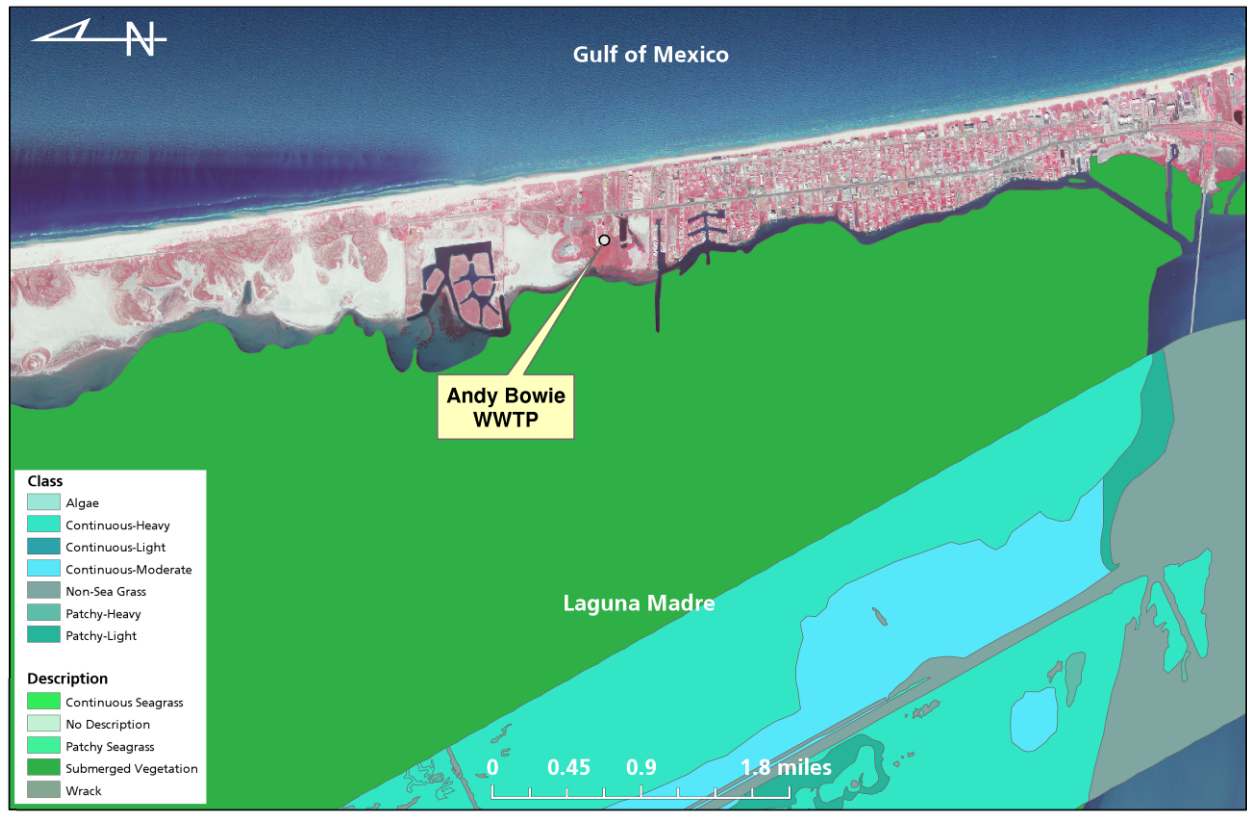 N
Gulf of Mexico
Andy Bowie
WWTP
Class
Algae
Continuous-Heavy
Continuous-Light
Continuous-Moderate
Non-Sea Grass
Patchy-Heavy
Patchy-Light
Description
Continuous Seagrass
No Description
Patchy Seagrass
Submerged Vegetation
Wrack
Laguna Madre
0 0.45 0.9 1.8 miles